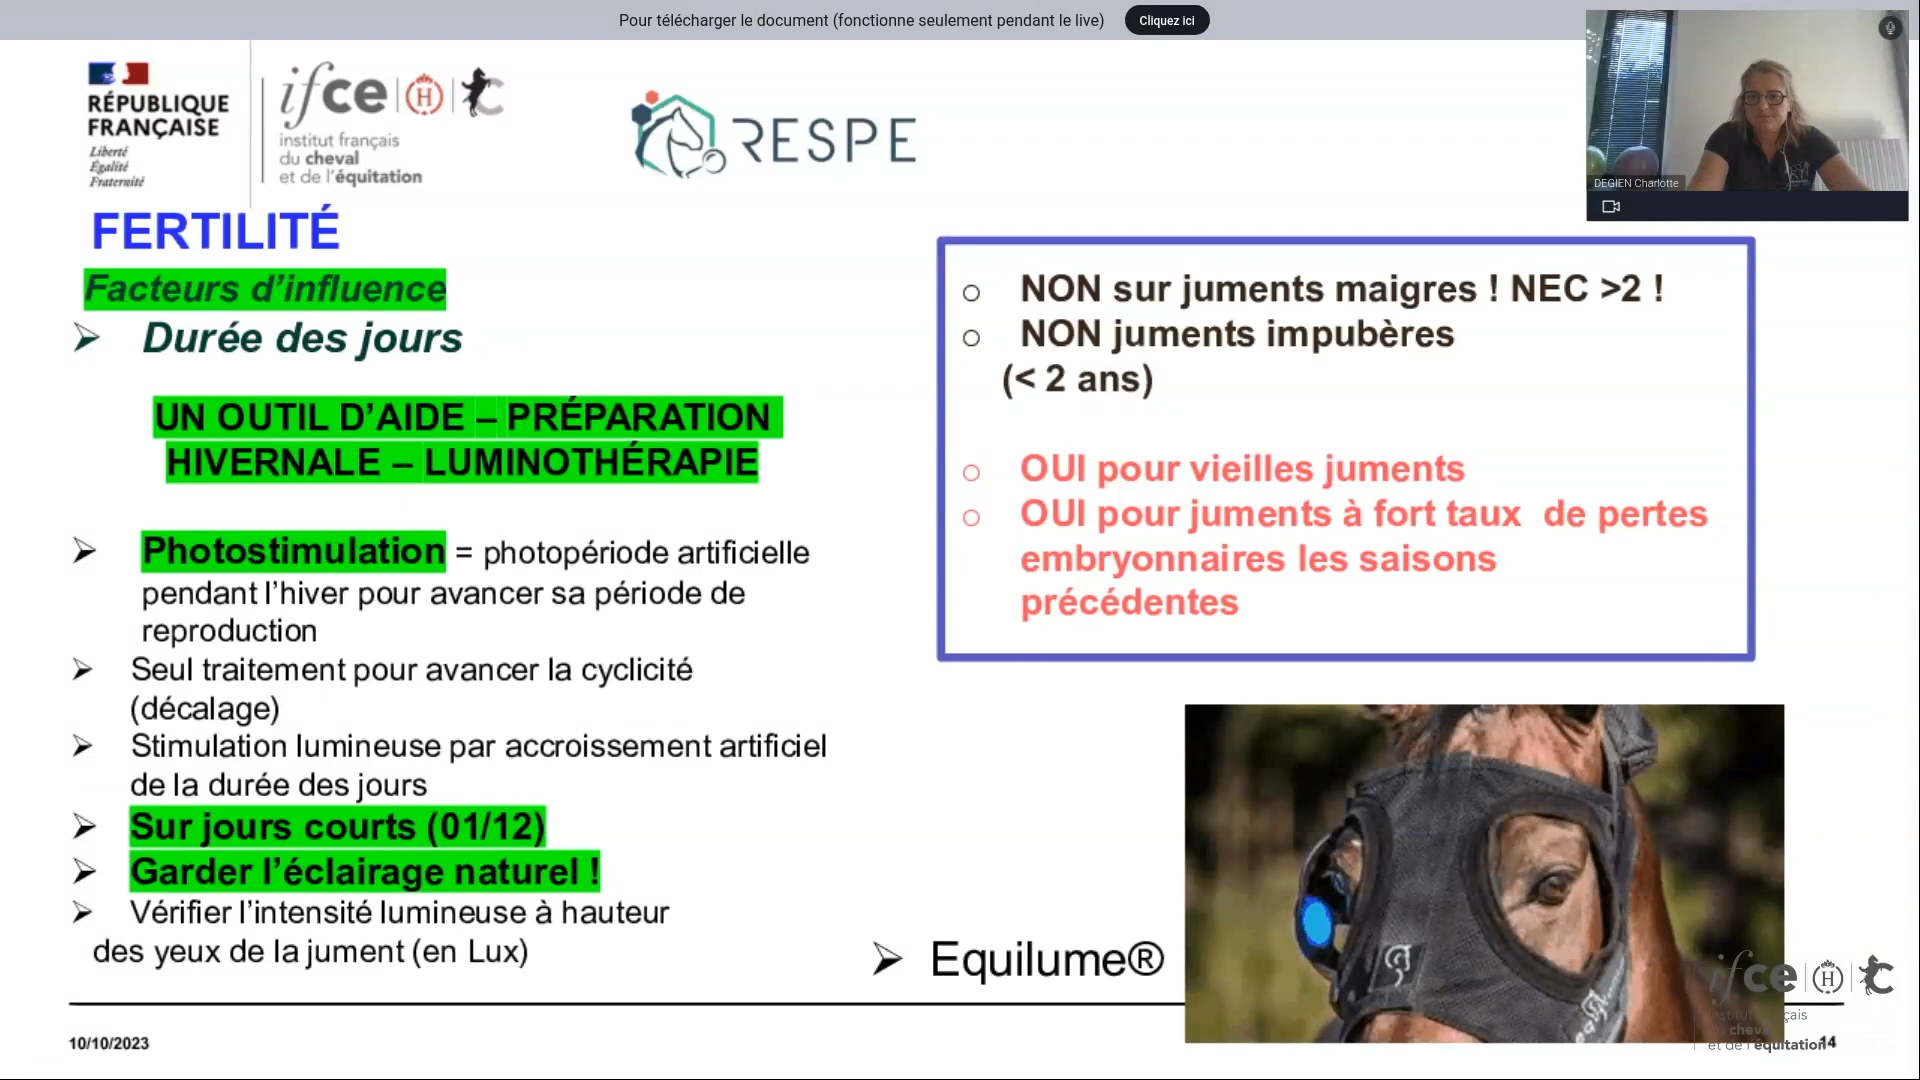 Pour télécharger le document (fonctionne seulement pendant le live)
Cliquez ici
RÉPUBLIQUE
FRANÇAISE
Liberté
Égalité
Fraternité
ifce H
institut français
du cheval
et de l'équitation
RESPE
DEGIEN Charlotte
FERTILITÉ
Facteurs d'influence
➢ Durée des jours
UN OUTIL D'AIDE – PRÉPARATION
HIVERNALE – LUMINOTHÉRAPIE
➢ Photostimulation = photopériode artificielle
pendant l'hiver pour avancer sa période de
reproduction
➢ Seul traitement pour avancer la cyclicité
(décalage)
➢ Stimulation lumineuse par accroissement artificiel
de la durée des jours
➢ Sur jours courts (01/12)
➢ Garder l'éclairage naturel !
➢ Vérifier l'intensité lumineuse à hauteur
des yeux de la jument (en Lux)
o NON sur juments maigres ! NEC >2 !
o NON juments impubères
(< 2 ans)
o OUI pour vieilles juments
o OUI pour juments à fort taux de pertes
embryonnaires les saisons
précédentes
➢ Equilume®
ifce H
et de l'équitation
10/10/2023
14